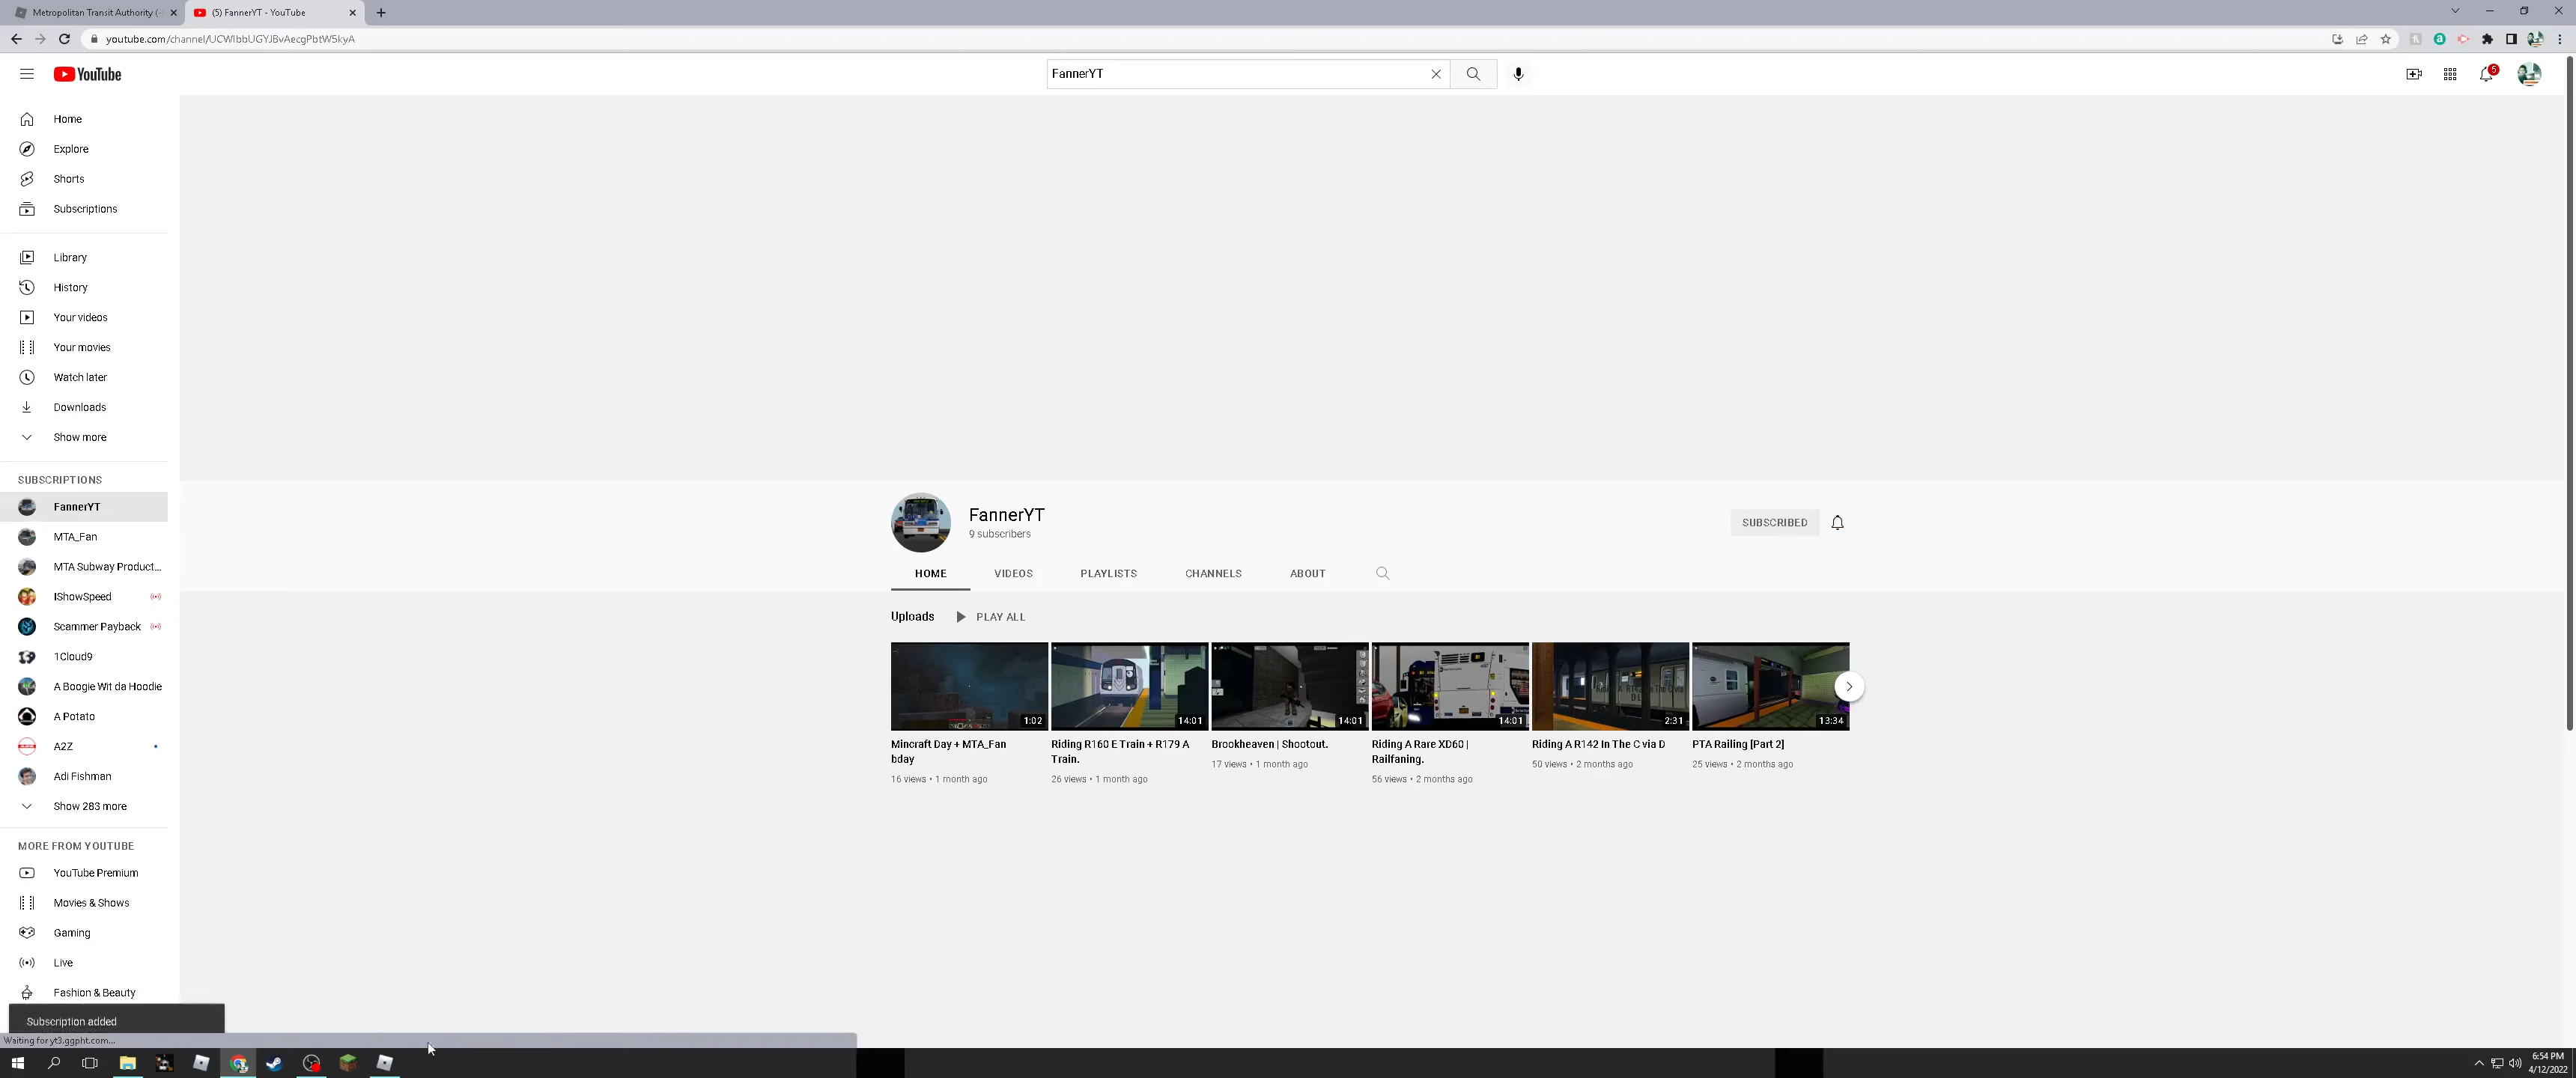 Metropolitan Transit Authority (-
(5) FannerYT - YouTube
youtube.com/channel/UCWlbbUGYJBvAecgPbtW5kyA
YouTube
FannerYT
5
Home
Explore
Shorts
Subscriptions
Library
History
Your videos
Your movies
Watch later
Downloads
Show more
SUBSCRIPTIONS
FannerYT
MTA_Fan
MTA Subway Product...
IShowSpeed
Scammer Payback
1Cloud9
A Boogie Wit da Hoodie
A Potato
A2Z
Adi Fishman
Show 283 more
MORE FROM YOUTUBE
YouTube Premium
Movies & Shows
Gaming
Live
Fashion & Beauty
FannerYT
9 subscribers
SUBSCRIBED
HOME VIDEOS PLAYLISTS CHANNELS ABOUT
Uploads PLAY ALL
1:02 14:01 14:01 14:01 2:31 13:34
Mincraft Day + MTA_Fan
bday
16 views • 1 month ago
Riding R160 E Train + R179 A
Train.
26 views • 1 month ago
Brookheaven | Shootout.
17 views • 1 month ago
Riding A Rare XD60 |
Railfaning.
56 views • 2 months ago
Riding A R142 In The C via D
50 views • 2 months ago
PTA Railing [Part 2]
25 views • 2 months ago
Subscription added
Waiting for yt3.ggpht.com...
6:54 PM
4/12/2022